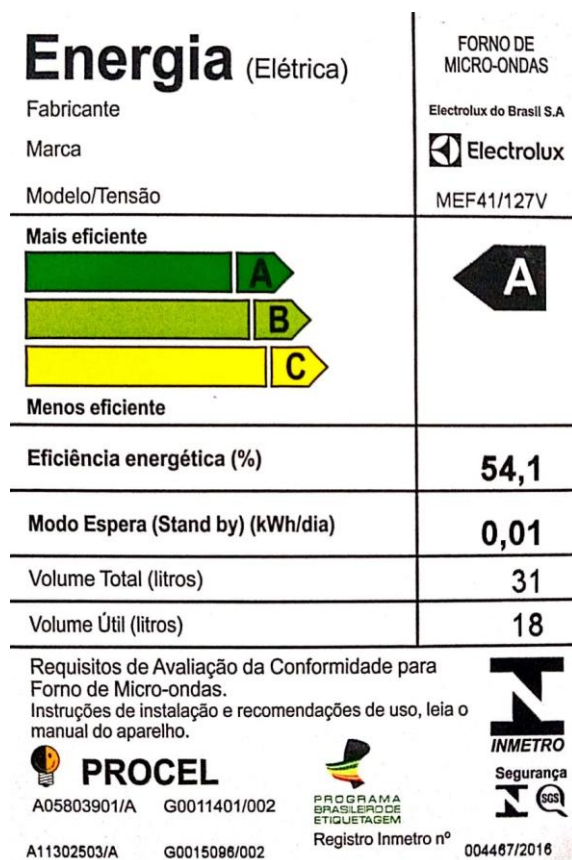 Energia (Elétrica)
FORNO DE
MICRO-ONDAS
Fabricante
Electrolux do Brasil S.A
Marca
Electrolux
Modelo/Tensão
MEF41/127V
Mais eficiente
A
A
B
C
Menos eficiente
Eficiência energética (%)
54,1
Modo Espera (Stand by) (kWh/dia)
0,01
Volume Total (litros)
31
Volume Útil (litros)
18
Requisitos de Avaliação da Conformidade para
Forno de Micro-ondas.
Instruções de instalação e recomendações de uso, leia o
manual do aparelho.
INMETRO
PROCEL
Segurança
SGS
A05803901/A G0011401/002
PROGRAMA
BRASILEIRO DE
ETIQUETAGEM
A11302503/A G0015096/002
Registro Inmetro nº
004467/2016